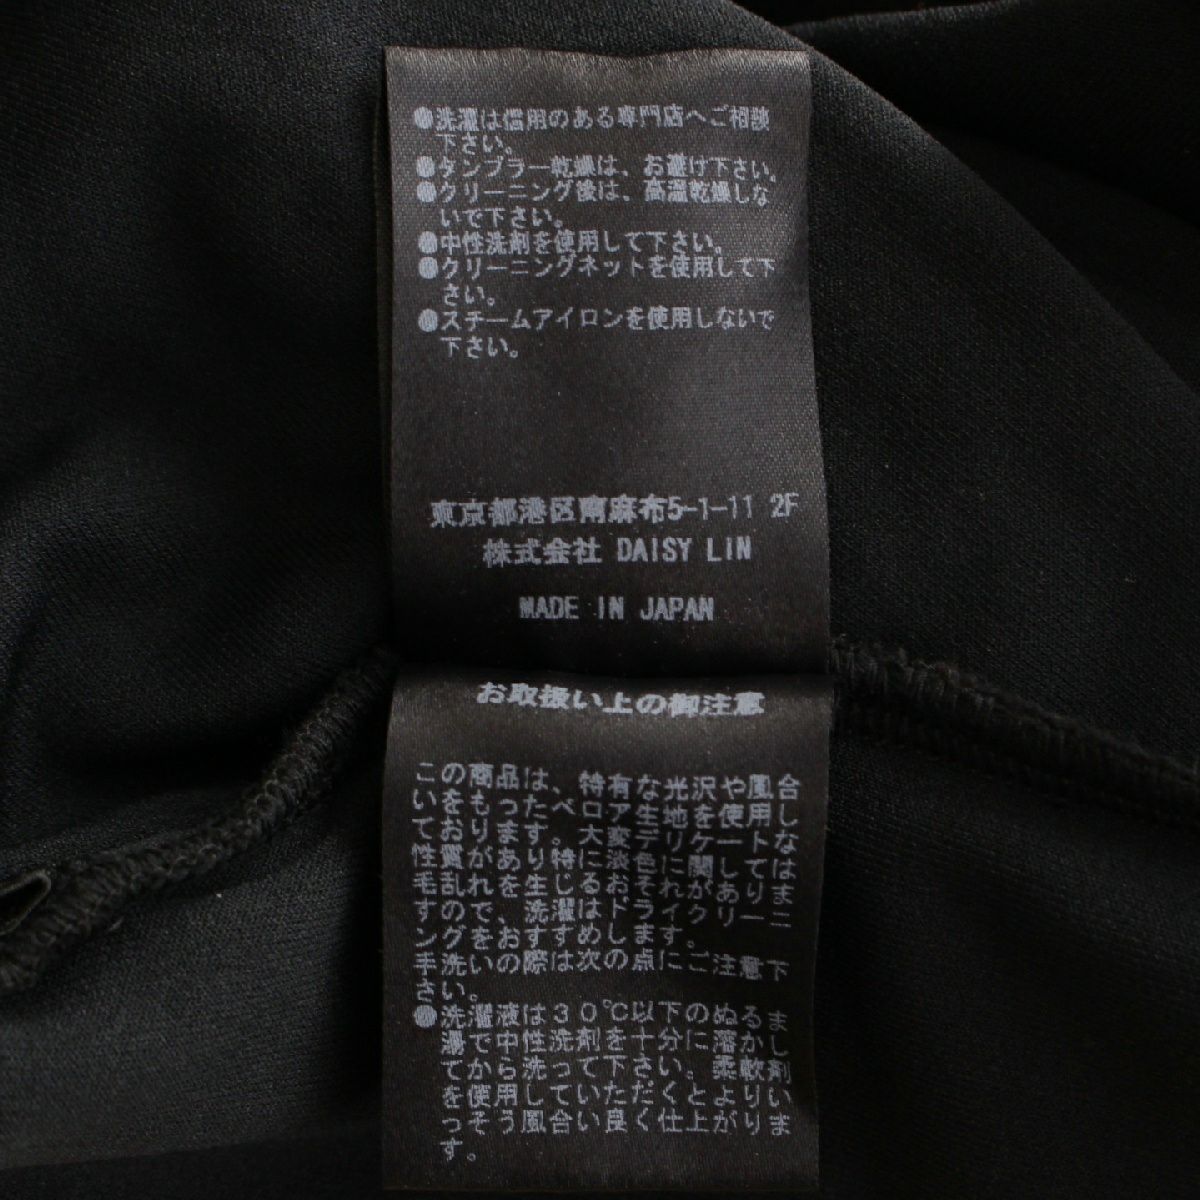 ●洗濯は信用のある専門店へご相談
下さい。
●タンブラー乾燥は、お避け下さい。
●クリーニング後は、高温乾燥しな
いで下さい。
●中性洗剤を使用して下さい。
●クリーニングネットを使用して下
さい。
●スチームアイロンを使用しないで
下さい。
東京都港区南麻布5-1-11 2F
株式会社 DAISY LIN
MADE IN JAPAN
お取扱い上の御注意
この商品は、特有な光沢や風合
いをもったベロア生地を使用し
ております。大変デリケートな
性質があり特に淡色に関しては
毛乱れを生じるおそれがありま
すので、洗濯はドライクリーニ
ングをおすすめします。
手洗いの際は次の点にご注意下
さい。
●洗濯液は30℃以下のぬるま
湯で中性洗剤を十分に溶かし
てから洗って下さい。柔軟剤
を使用していただくとよりい
っそう風合い良く仕上がりま
す。